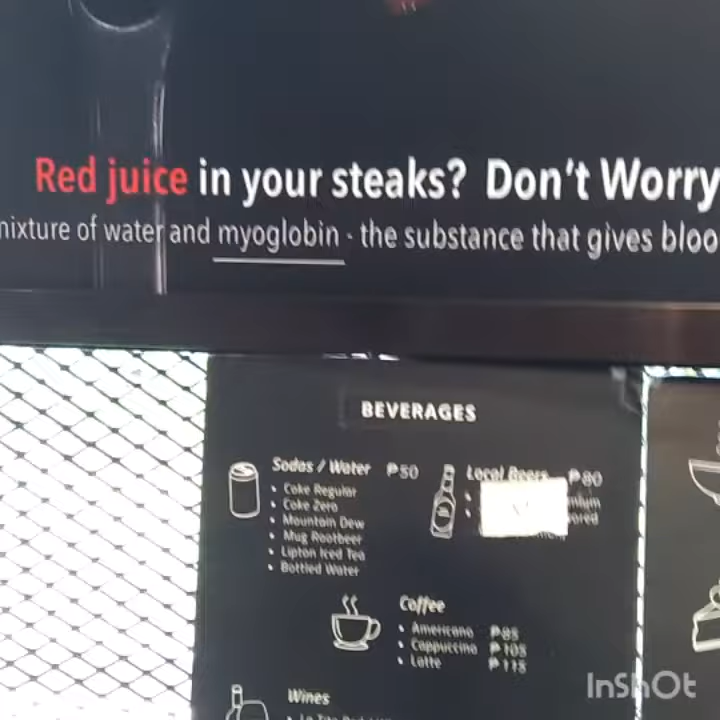 Red juice in your steaks? Don't Worry
mixture of water and myoglobin - the substance that gives bloo
BEVERAGES
Sodas / Water ₱50
• Coke Regular
• Coke Zero
• Mountain Dew
• Mug Rootbeer
• Lipton Iced Tea
• Bottled Water
Local Beers ₱80
Coffee
• Americano ₱85
• Cappuccino ₱105
• Latte ₱115
Wines
InShOt